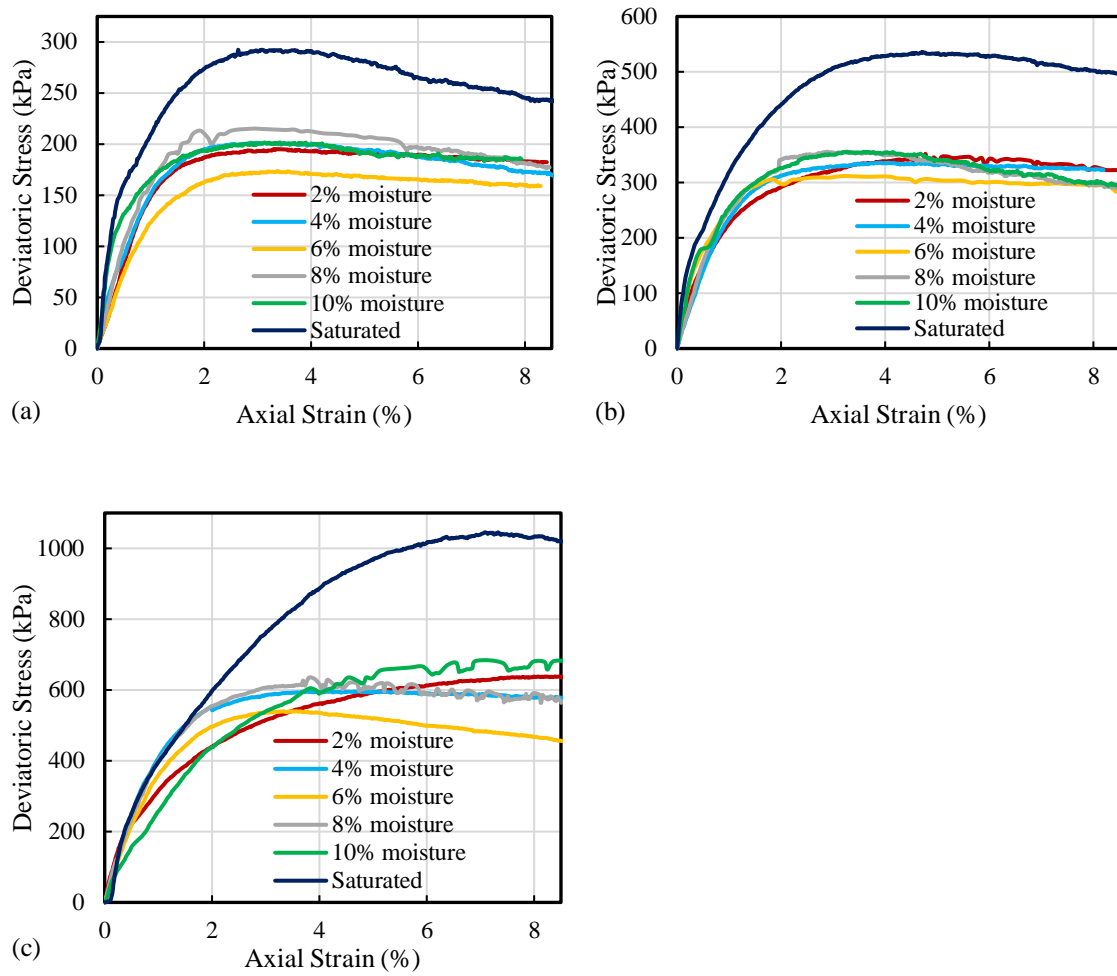 300
250
200
150
100
50
0
Deviatoric Stress (kPa)
2% moisture
4% moisture
6% moisture
8% moisture
10% moisture
Saturated
0 2 4 6 8
Axial Strain (%)
(a)
600
500
400
300
200
100
0
Deviatoric Stress (kPa)
2% moisture
4% moisture
6% moisture
8% moisture
10% moisture
Saturated
0 2 4 6 8
Axial Strain (%)
(b)
1000
800
600
400
200
0
Deviatoric Stress (kPa)
2% moisture
4% moisture
6% moisture
8% moisture
10% moisture
Saturated
0 2 4 6 8
Axial Strain (%)
(c)